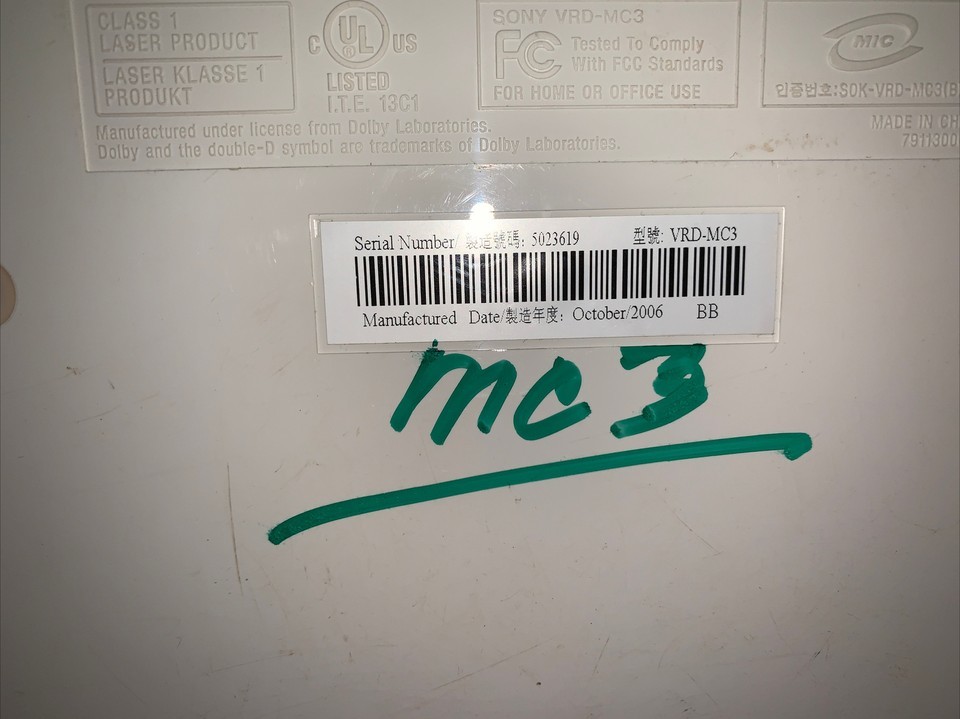 CLASS 1
LASER PRODUCT
LASER KLASSE 1
PRODUKT
C UL US
LISTED
I.T.E. 13C1
SONY VRD-MC3
FC Tested To Comply
With FCC Standards
FOR HOME OR OFFICE USE
MIC
인증번호:SOK-VRD-MC3(B
Manufactured under license from Dolby Laboratories.
Dolby and the double-D symbol are trademarks of Dolby Laboratories.
MADE IN CH
7911300
Serial Number/ 製造號碼: 5023619 型號: VRD-MC3
Manufactured Date/製造年度: October/2006 BB
MC3